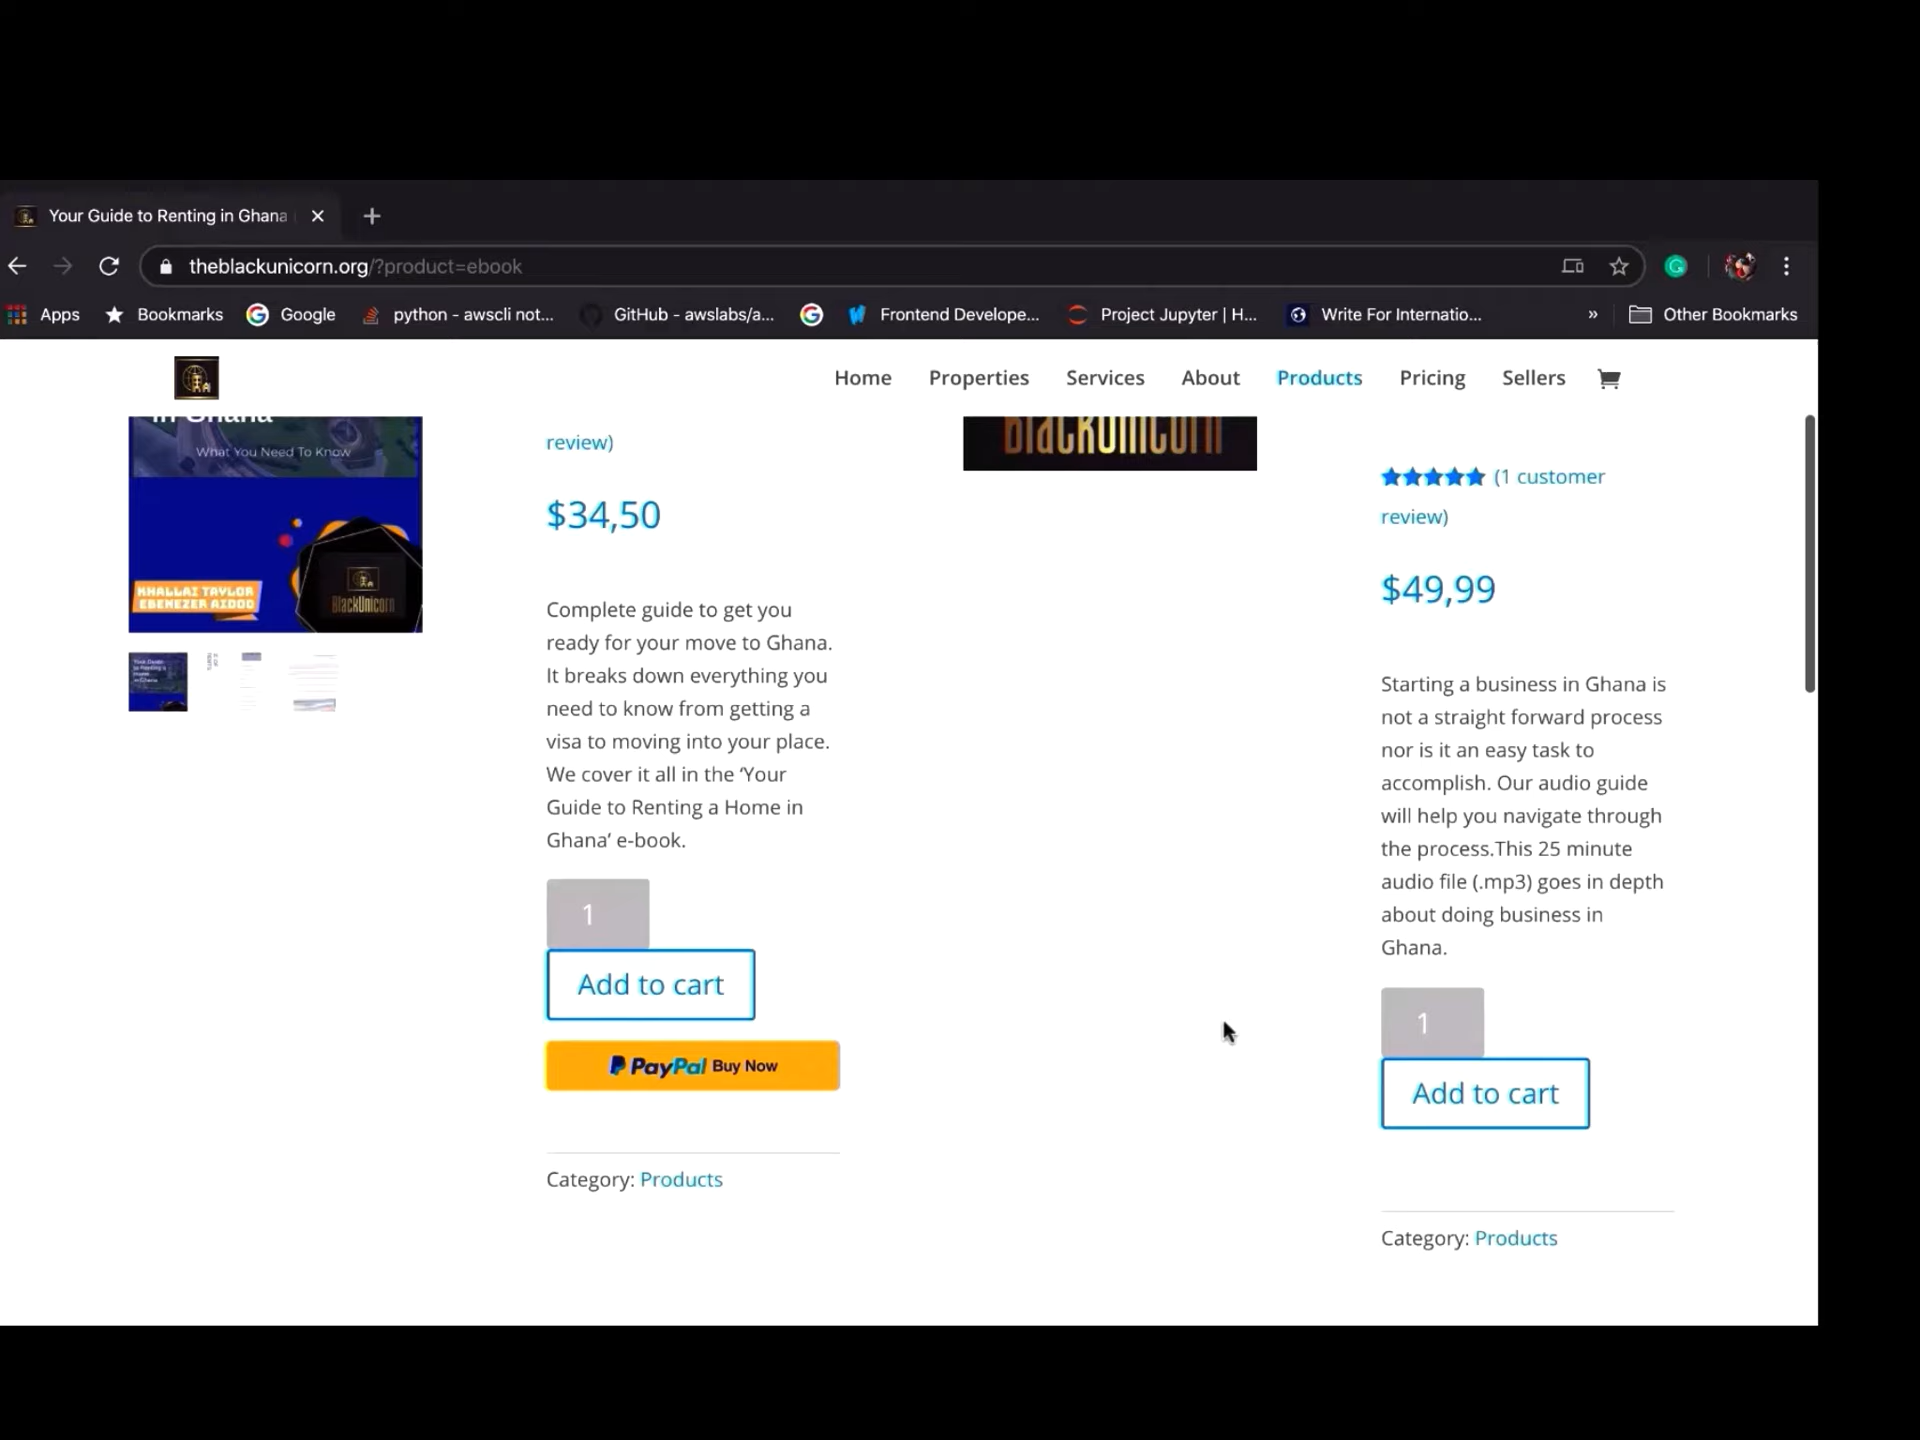 Your Guide to Renting in Ghana
theblackunicorn.org/?product=ebook
Apps
Bookmarks
Google
python - awscli not...
GitHub - awslabs/a...
Frontend Develope...
Project Jupyter | H...
Write For Internatio...
»
Other Bookmarks
Home
Properties
Services
About
Products
Pricing
Sellers
in Ghana
What You Need To Know
KHALLAI TAYLOR
EBENEZER AIDOO
BlackUnicorn
review)
$34,50
Complete guide to get you
ready for your move to Ghana.
It breaks down everything you
need to know from getting a
visa to moving into your place.
We cover it all in the ‘Your
Guide to Renting a Home in
Ghana’ e-book.
1
Add to cart
PayPal Buy Now
Category: Products
BlackUnicorn
(1 customer
review)
$49,99
Starting a business in Ghana is
not a straight forward process
nor is it an easy task to
accomplish. Our audio guide
will help you navigate through
the process.This 25 minute
audio file (.mp3) goes in depth
about doing business in
Ghana.
1
Add to cart
Category: Products